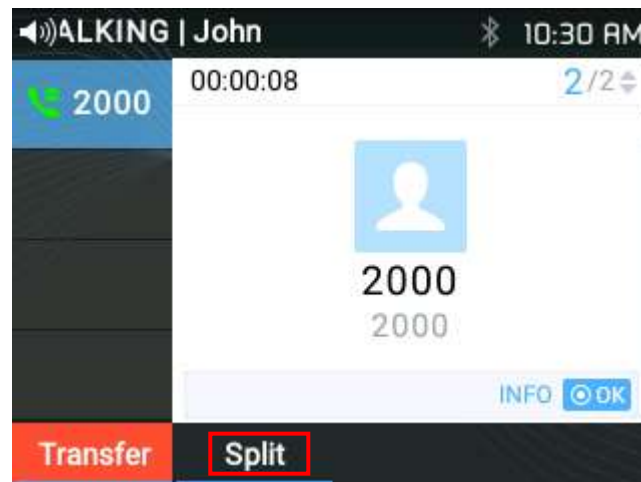 ALKING | John 10:30 AM
2000
00:00:08 2/2
2000
2000
INFO OK
Transfer Split